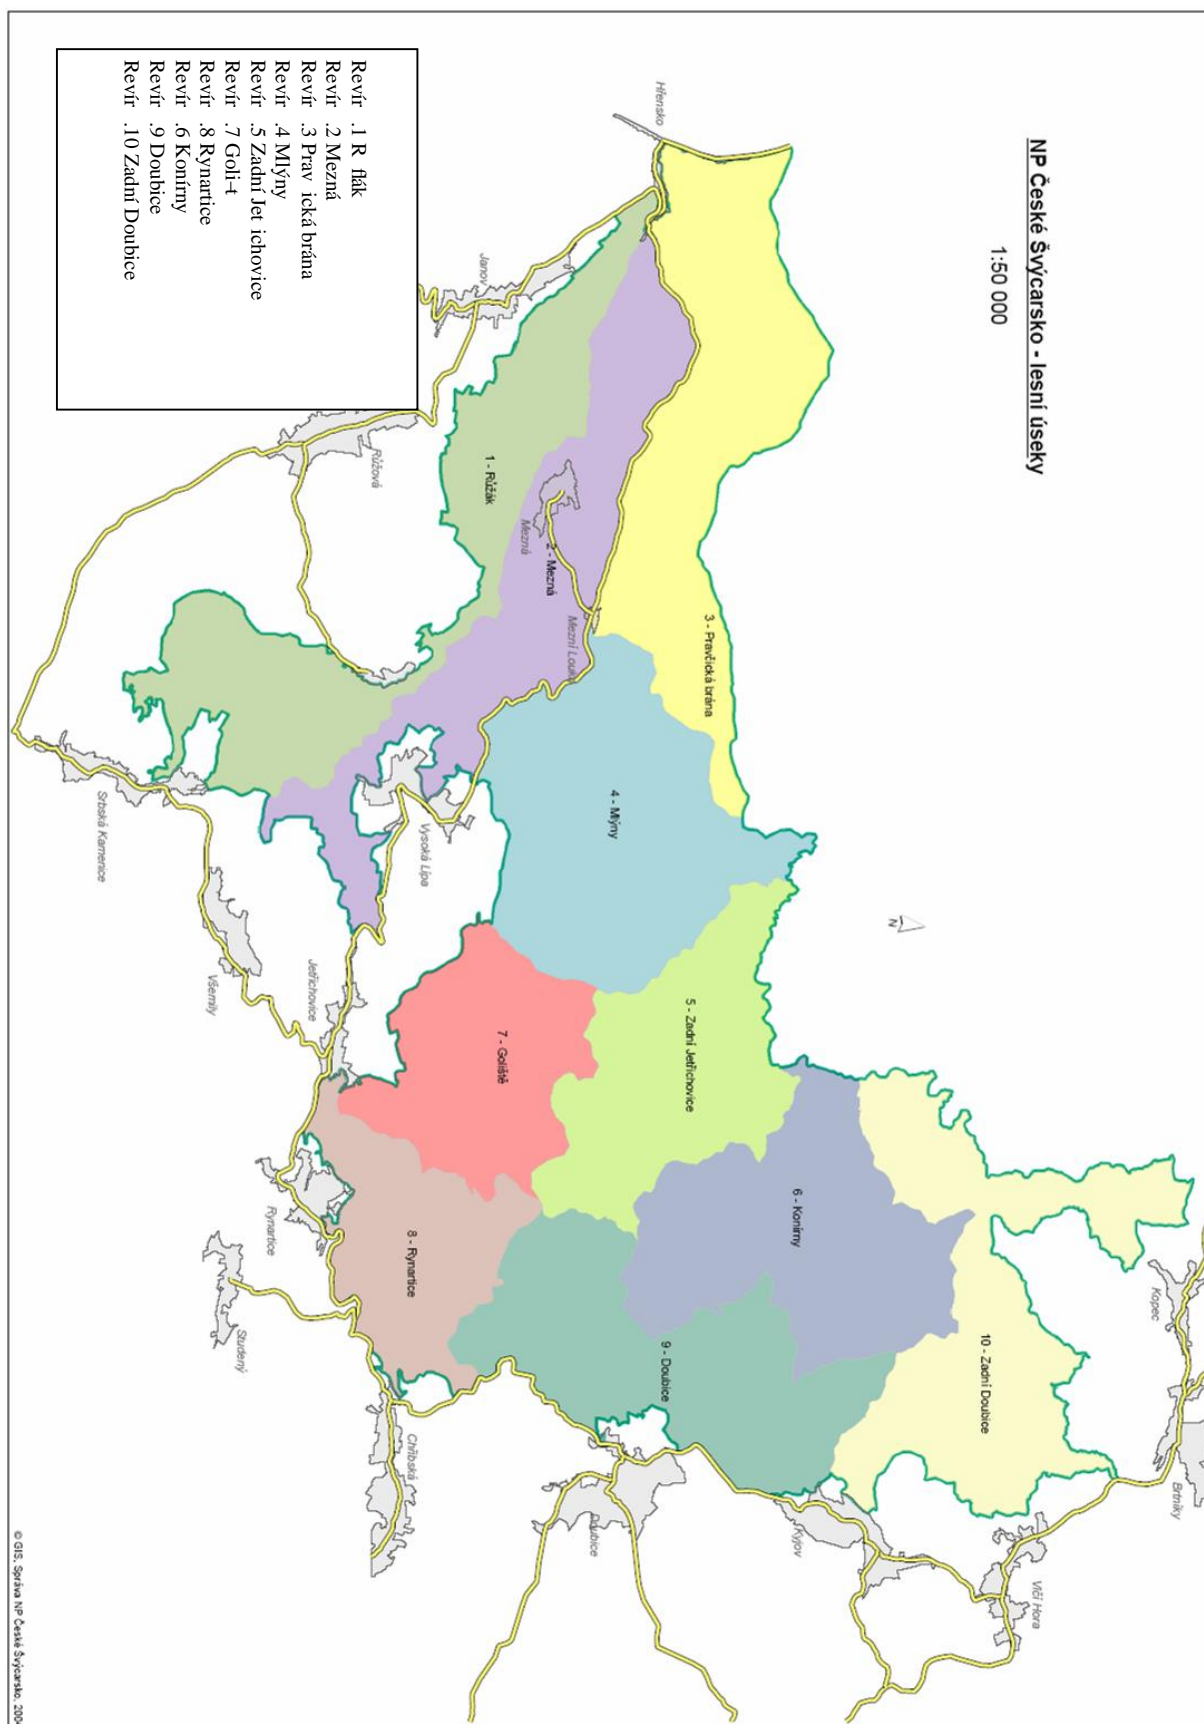 NP České Švýcarsko - lesní úseky
1:50 000
Kopec
Brtníky
Vlčí Hora
10 - Zadní Doubice
N
Kyjov
6 - Konírny
3 - Pravčická brána
5 - Zadní Jetřichovice
9 - Doubice
Hřensko
4 - Mlýny
Doubice
Mezní Louka
2 - Mezná
Mezná
7 - Goliště
1 - Růžák
Janov
Vysoká Lípa
8 - Rynartice
Chřibská
Růžová
Jetřichovice
Rynartice
Studený
Všemily
Srbská Kamenice
Revír .1 R flák
Revír .2 Mezná
Revír .3 Prav ická brána
Revír .4 Mlýny
Revír .5 Zadní Jet ichovice
Revír .7 Goli-t
Revír .8 Rynartice
Revír .6 Konírny
Revír .9 Doubice
Revír .10 Zadní Doubice
© GIS, Správa NP České Švýcarsko, 2004